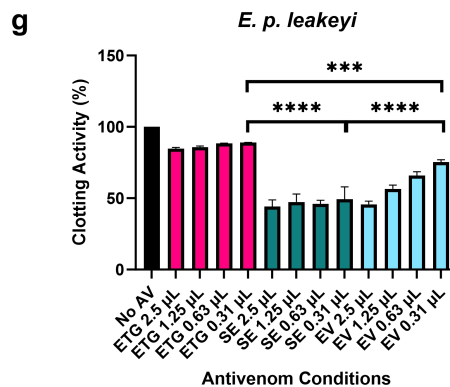 g
E. p. leakeyi
Clotting Activity (%)
150
100
50
0
***
****
****
No AV
ETG 2.5 µL
ETG 1.25 µL
ETG 0.63 µL
ETG 0.31 µL
SE 2.5 µL
SE 1.25 µL
SE 0.63 µL
SE 0.31 µL
EV 2.5 µL
EV 1.25 µL
EV 0.63 µL
EV 0.31 µL
Antivenom Conditions